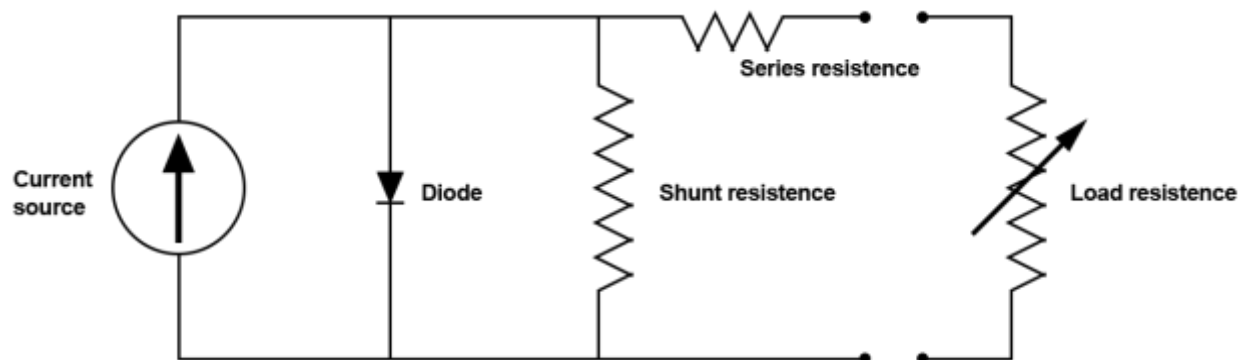 Series resistence
Current
source
Diode
Shunt resistence
Load resistence